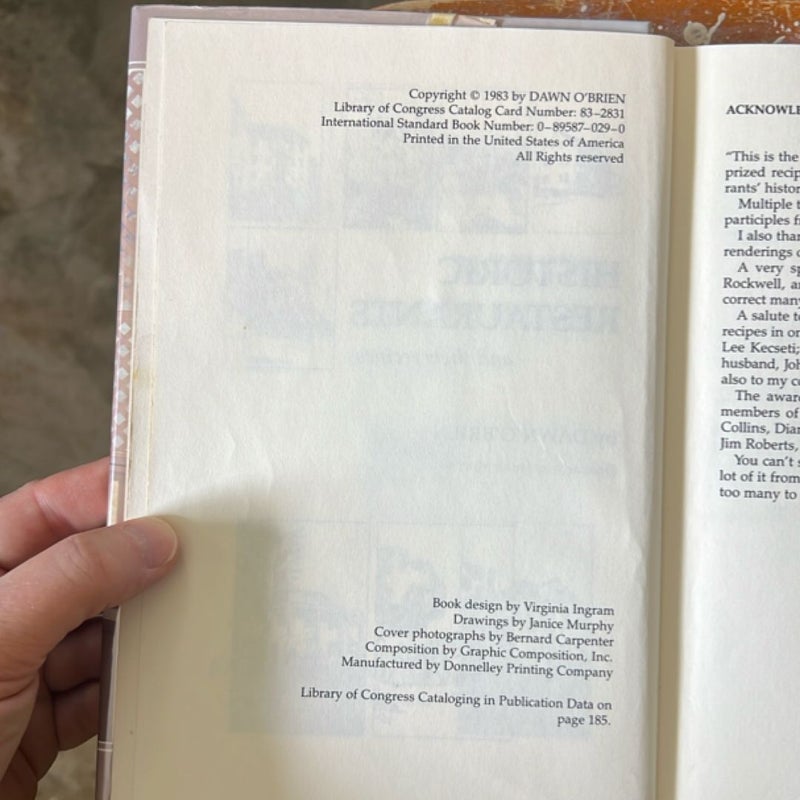 Copyright © 1983 by DAWN O'BRIEN
Library of Congress Catalog Card Number: 83–2831
International Standard Book Number: 0–89587–029–0
Printed in the United States of America
All Rights reserved
Book design by Virginia Ingram
Drawings by Janice Murphy
Cover photographs by Bernard Carpenter
Composition by Graphic Composition, Inc.
Manufactured by Donnelley Printing Company
Library of Congress Cataloging in Publication Data on
page 185.
ACKNOWLE
"This is the
prized recip
rants' histor
Multiple t
participles f
I also than
renderings o
A very sp
Rockwell, a
correct many
A salute to
recipes in or
Lee Kecseti;
husband, Joh
also to my c
The awar
members of
Collins, Dian
Jim Roberts,
You can't s
lot of it from
too many to